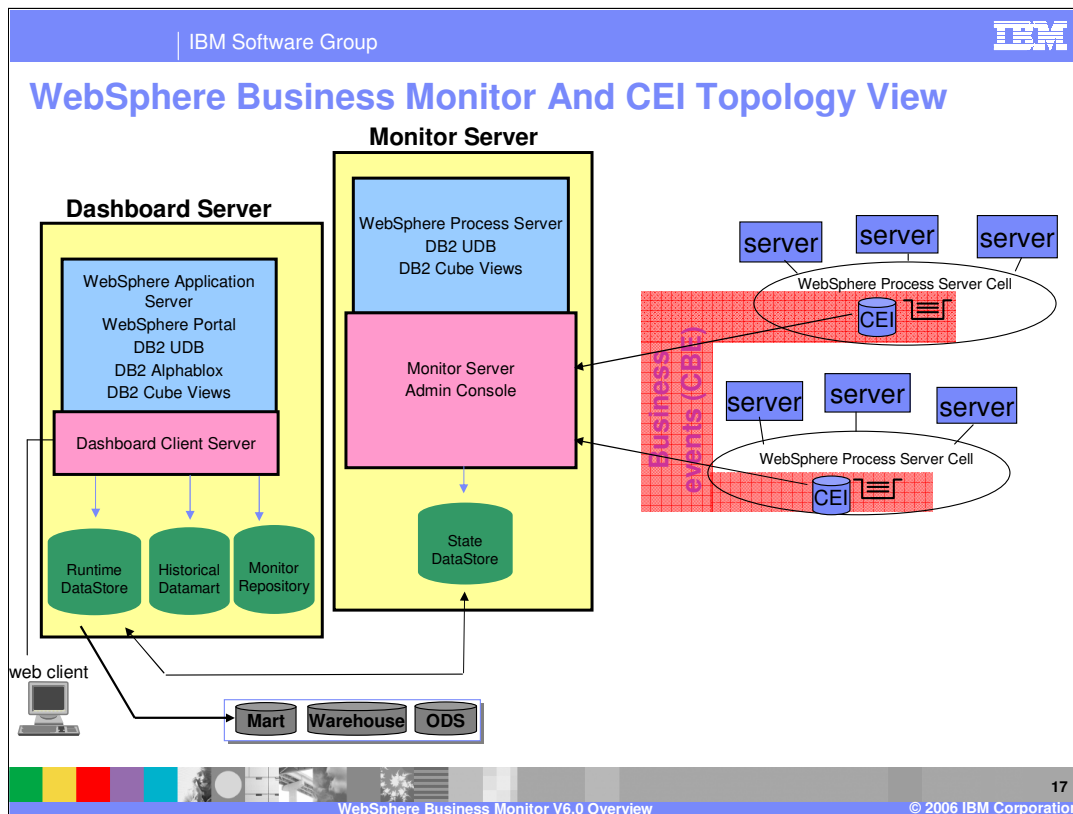 IBM Software Group
IBM
WebSphere Business Monitor And CEI Topology View
Monitor Server
Dashboard Server
WebSphere Process Server
DB2 UDB
DB2 Cube Views
WebSphere Application
Server
WebSphere Portal
DB2 UDB
DB2 Alphablox
DB2 Cube Views
Monitor Server
Admin Console
Dashboard Client Server
Runtime
DataStore
Historical
Datamart
Monitor
Repository
State
DataStore
server
server
server
WebSphere Process Server Cell
CEI
Business
events (CBE)
server
server
server
WebSphere Process Server Cell
CEI
web client
Mart
Warehouse
ODS
17
WebSphere Business Monitor V6.0 Overview
© 2006 IBM Corporation